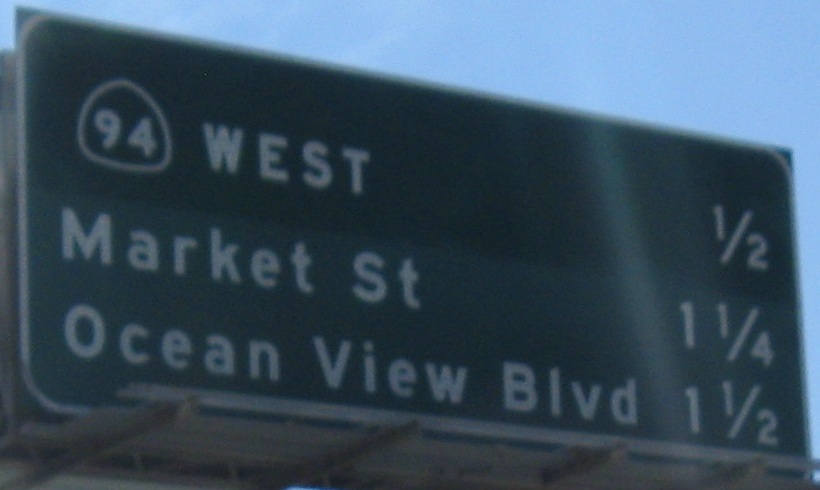 94 WEST 1/2
Market St 1 1/4
Ocean View Blvd 1 1/2